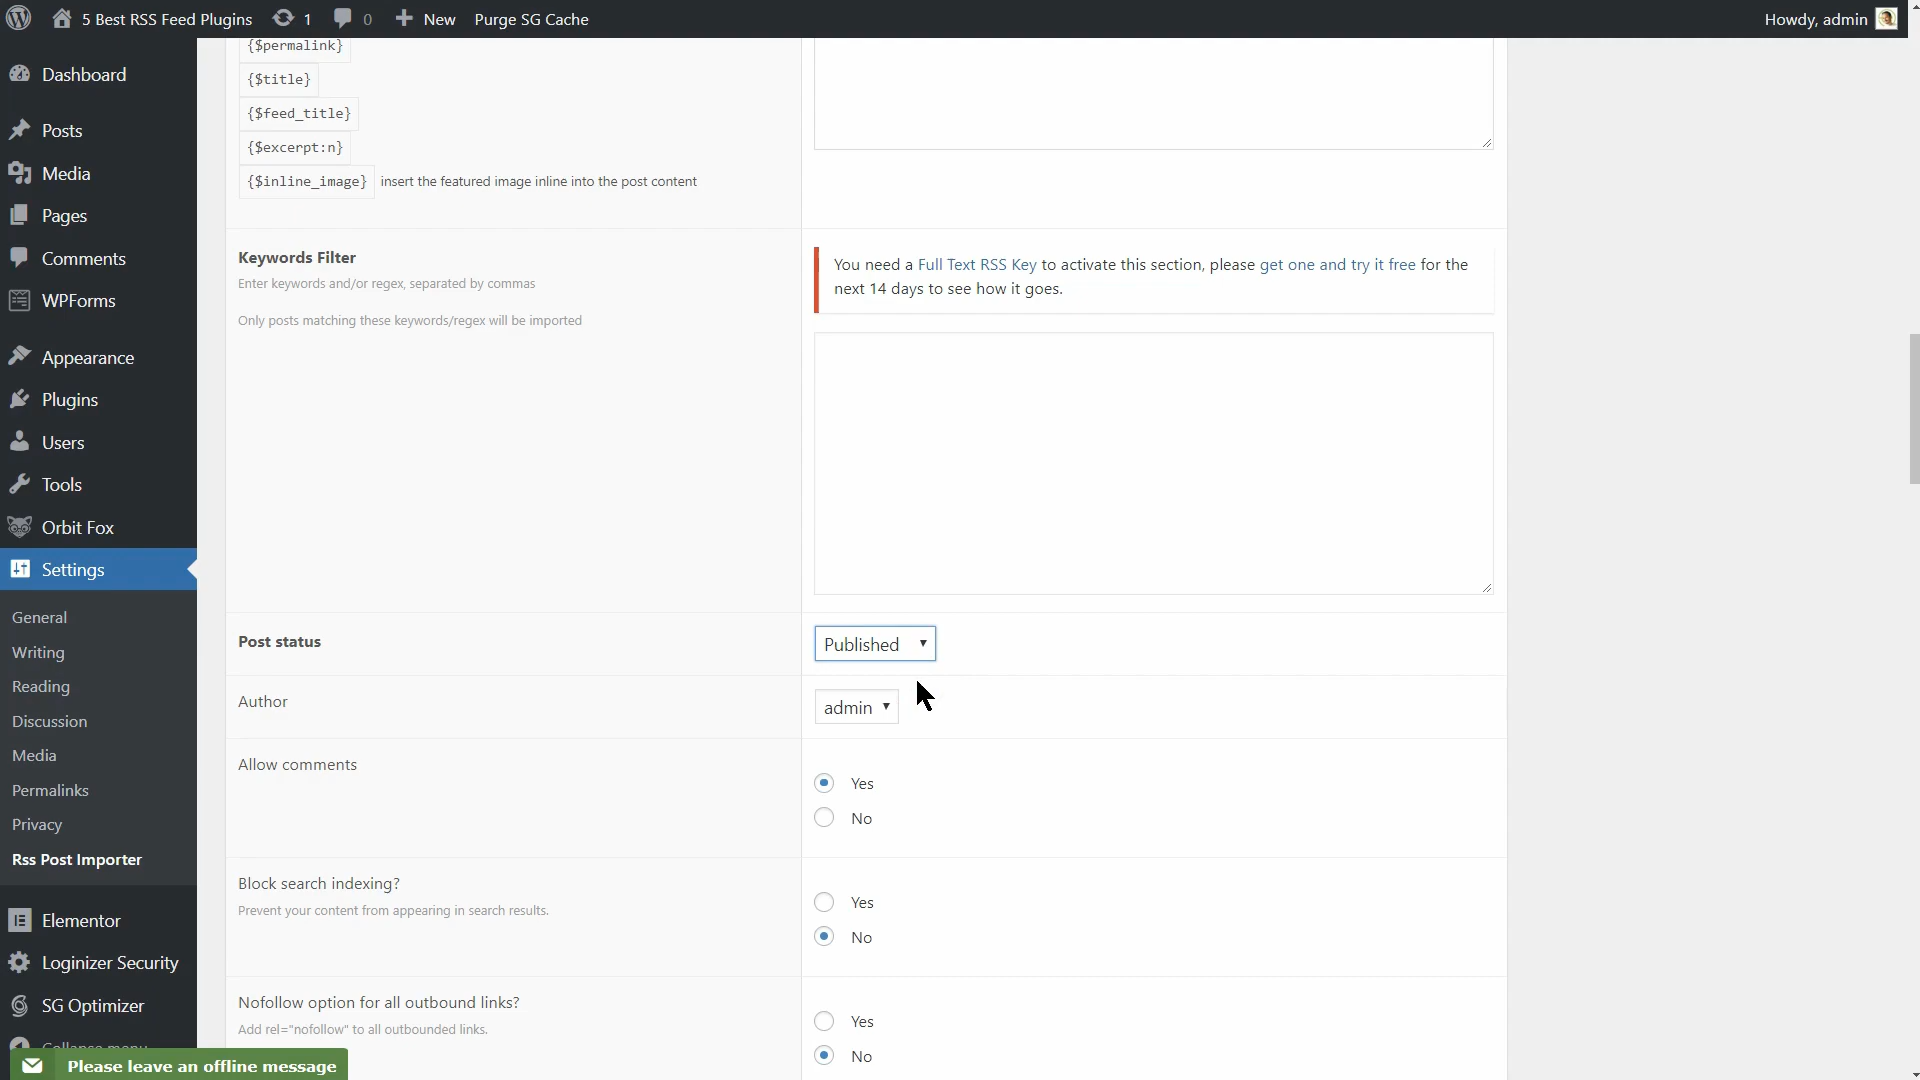 5 Best RSS Feed Plugins 1 0 New Purge SG Cache Howdy, admin
Dashboard
Posts
Media
Pages
Comments
WPForms
Appearance
Plugins
Users
Tools
Orbit Fox
Settings
General
Writing
Reading
Discussion
Media
Permalinks
Privacy
Rss Post Importer
Elementor
Loginizer Security
SG Optimizer
Collapse menu
Please leave an offline message
{$permalink}
{$title}
{$feed_title}
{$excerpt:n}
{$inline_image} insert the featured image inline into the post content
Keywords Filter
Enter keywords and/or regex, separated by commas
Only posts matching these keywords/regex will be imported
You need a Full Text RSS Key to activate this section, please get one and try it free for the
next 14 days to see how it goes.
Post status
Published
Author
admin
Allow comments
Yes
No
Block search indexing?
Prevent your content from appearing in search results.
Yes
No
Nofollow option for all outbound links?
Add rel="nofollow" to all outbounded links.
Yes
No